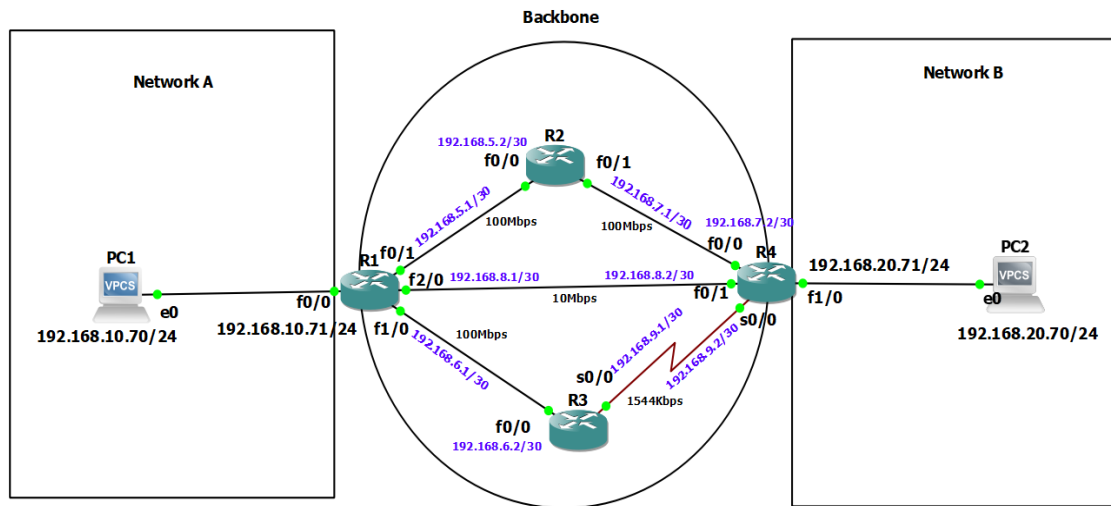 Backbone
Network A
Network B
192.168.5.2/30
R2
f0/0
f0/1
192.168.5.1/30
192.168.7.1/30
100Mbps
100Mbps
192.168.7.2/30
f0/1
f0/0
PC1
R1
R4
PC2
VPCS
VPCS
f2/0
192.168.8.1/30
192.168.8.2/30
192.168.20.71/24
e0
f0/0
10Mbps
f0/1
f1/0
e0
192.168.10.70/24
192.168.10.71/24
f1/0
s0/0
192.168.20.70/24
100Mbps
192.168.6.1/30
192.168.9.1/30
192.168.9.2/30
s0/0
1544Kbps
R3
f0/0
192.168.6.2/30